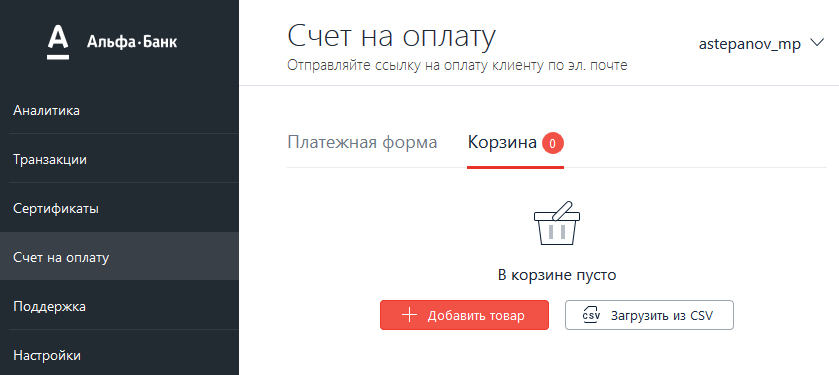 Альфа·Банк
Аналитика
Транзакции
Сертификаты
Счет на оплату
Поддержка
Настройки
Счет на оплату
Отправляйте ссылку на оплату клиенту по эл. почте
astepanov_mp
Платежная форма
Корзина 0
В корзине пусто
Добавить товар
CSV Загрузить из CSV